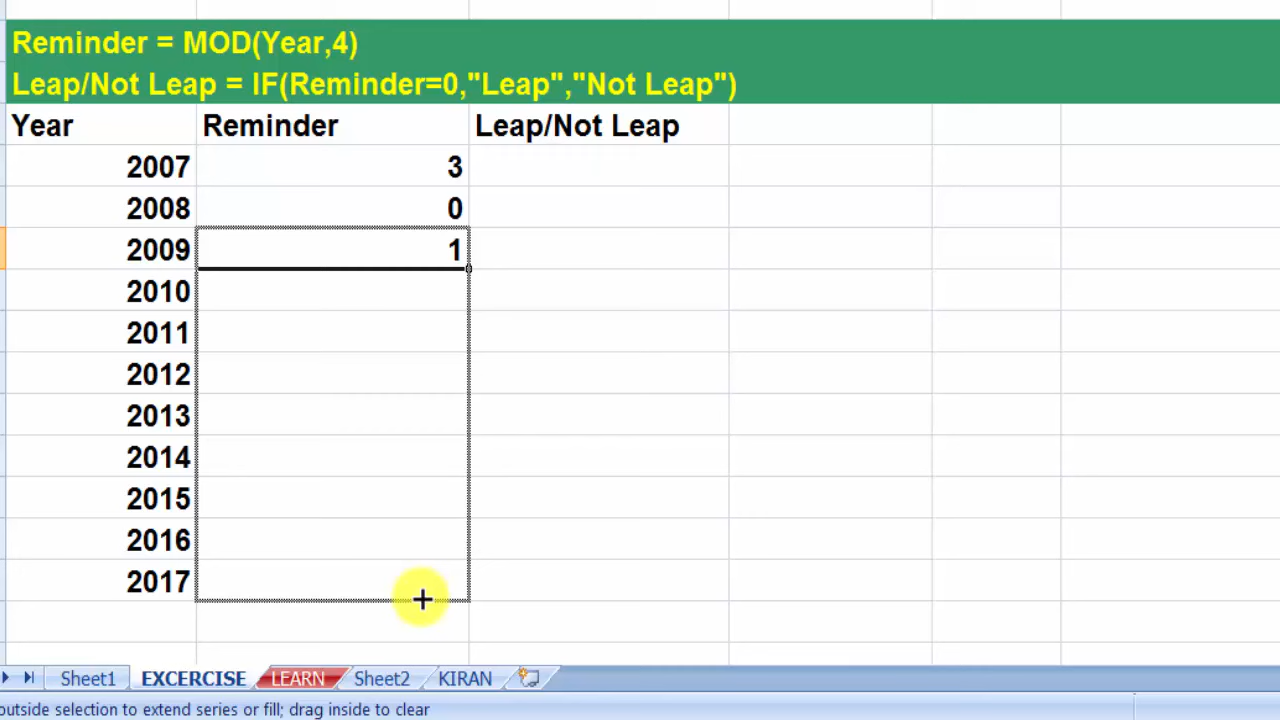 Reminder = MOD(Year,4)
Leap/Not Leap = IF(Reminder=0,"Leap","Not Leap")
Year Reminder Leap/Not Leap
2007 3
2008 0
2009 1
2010
2011
2012
2013
2014
2015
2016
2017
Sheet1 EXCERCISE LEARN Sheet2 KIRAN
outside selection to extend series or fill; drag inside to clear